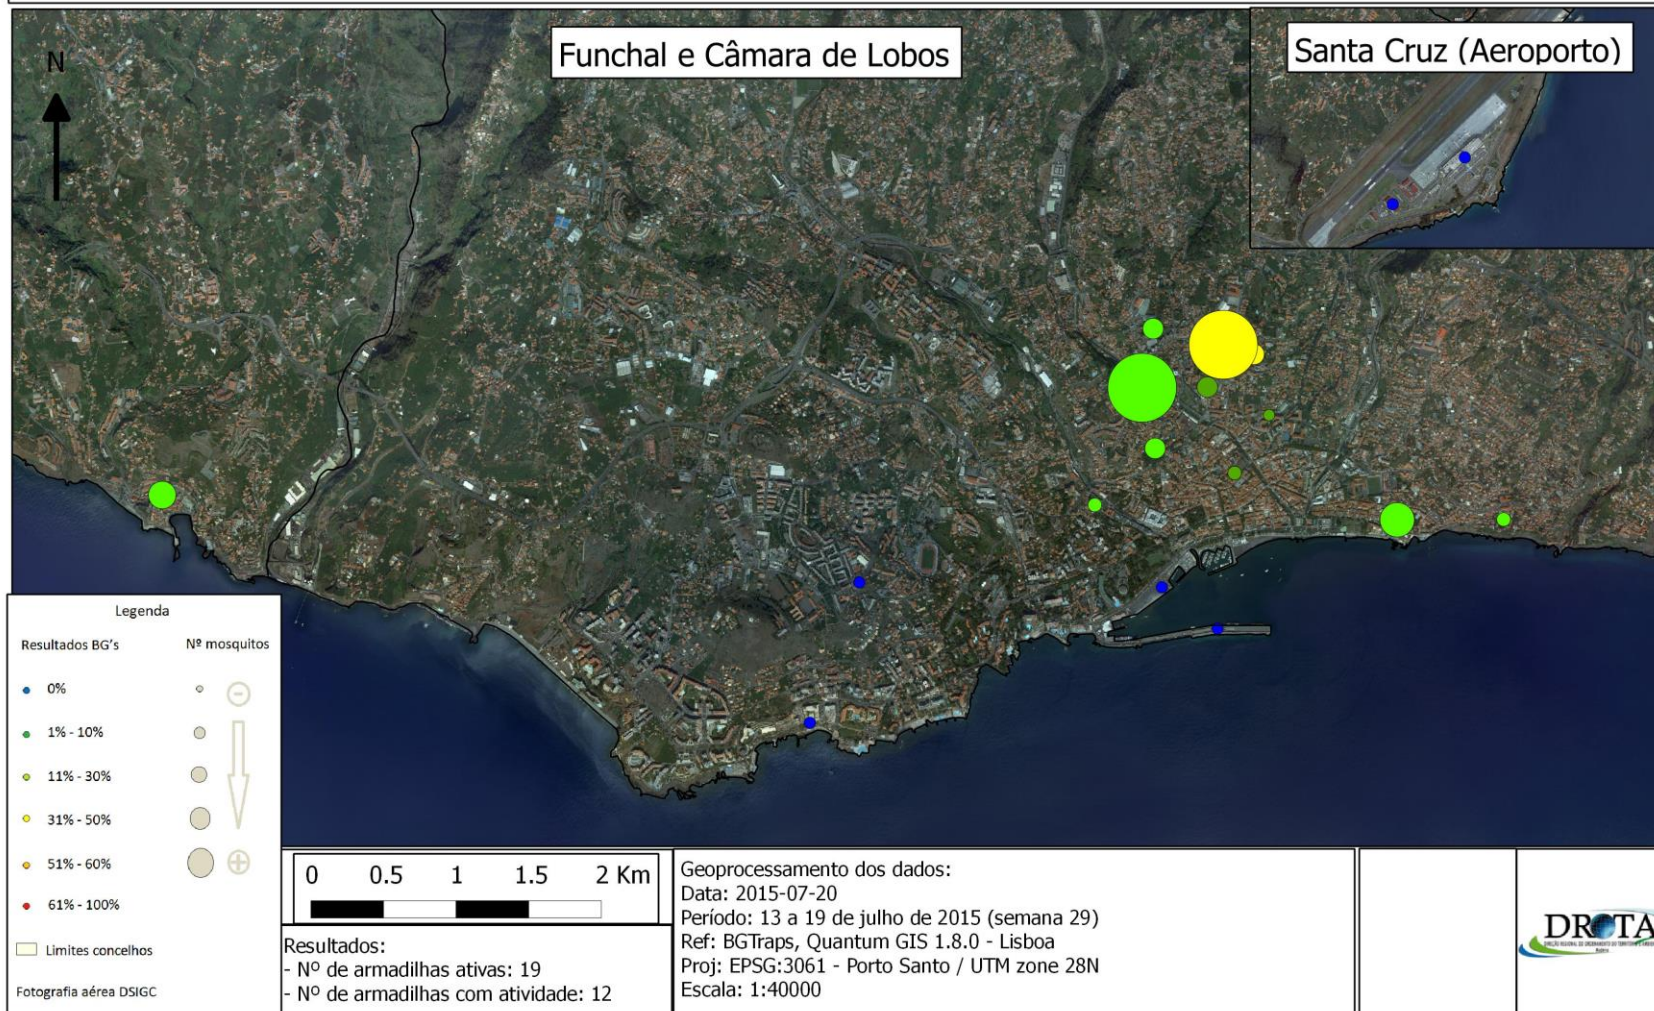 Funchal e Câmara de Lobos
Santa Cruz (Aeroporto)
N
Legenda
Resultados BG's
Nº mosquitos
0%
1% - 10%
11% - 30%
31% - 50%
51% - 60%
61% - 100%
Limites concelhos
Fotografia aérea DSIGC
0 0.5 1 1.5 2 Km
Resultados:
- Nº de armadilhas ativas: 19
- Nº de armadilhas com atividade: 12
Geoprocessamento dos dados:
Data: 2015-07-20
Período: 13 a 19 de julho de 2015 (semana 29)
Ref: BGTraps, Quantum GIS 1.8.0 - Lisboa
Proj: EPSG:3061 - Porto Santo / UTM zone 28N
Escala: 1:40000
DROTA